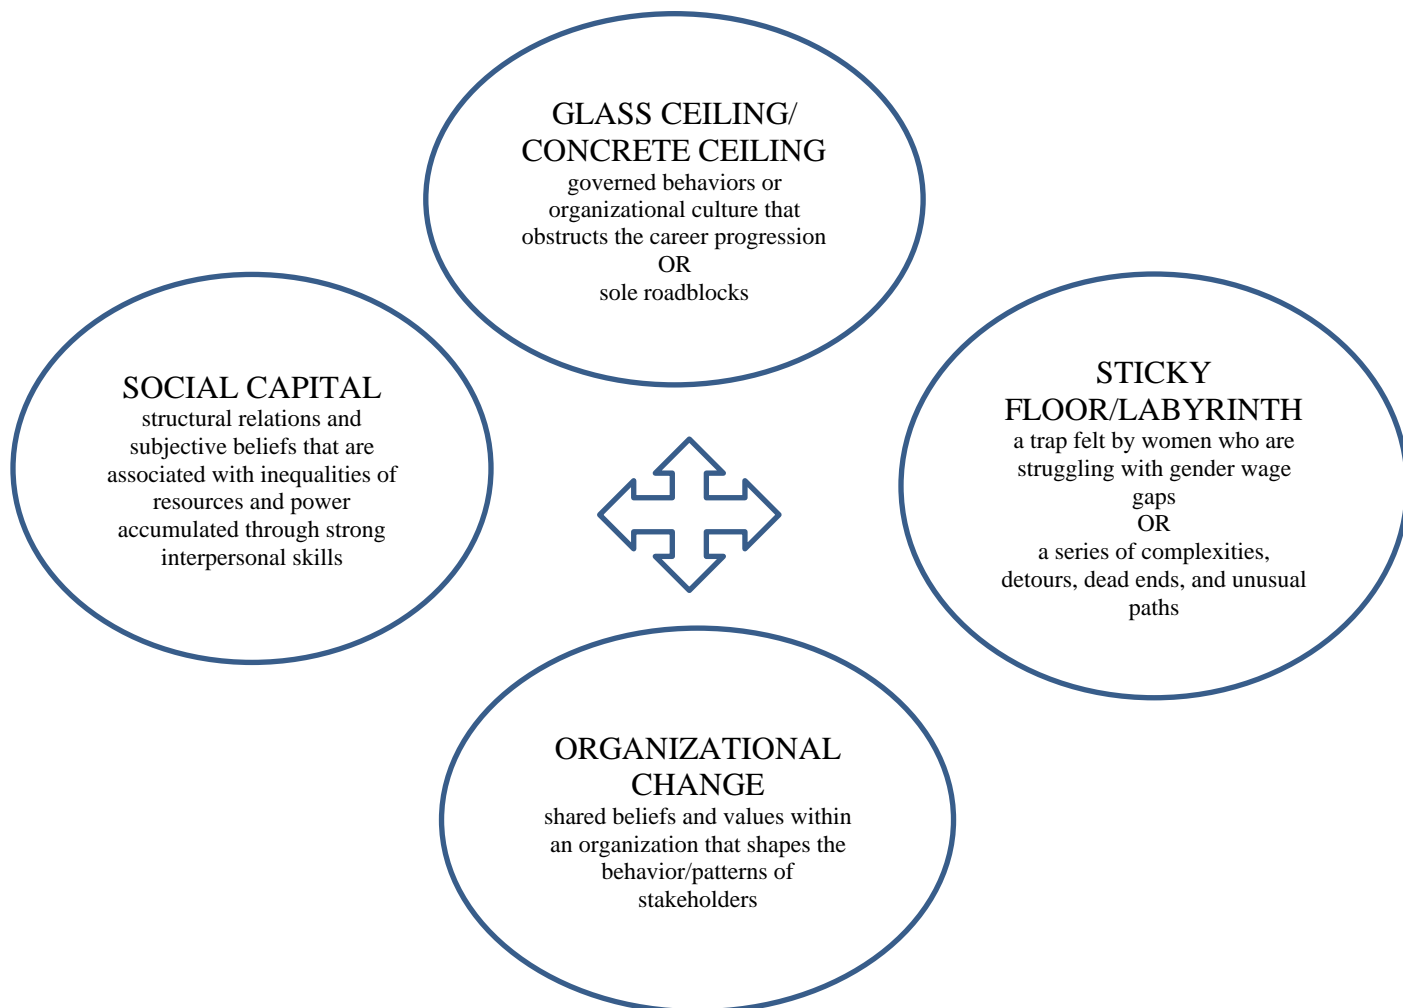 GLASS CEILING/
CONCRETE CEILING
governed behaviors or
organizational culture that
obstructs the career progression
OR
sole roadblocks
SOCIAL CAPITAL
structural relations and
subjective beliefs that are
associated with inequalities of
resources and power
accumulated through strong
interpersonal skills
STICKY
FLOOR/LABYRINTH
a trap felt by women who are
struggling with gender wage
gaps
OR
a series of complexities,
detours, dead ends, and unusual
paths
ORGANIZATIONAL
CHANGE
shared beliefs and values within
an organization that shapes the
behavior/patterns of
stakeholders